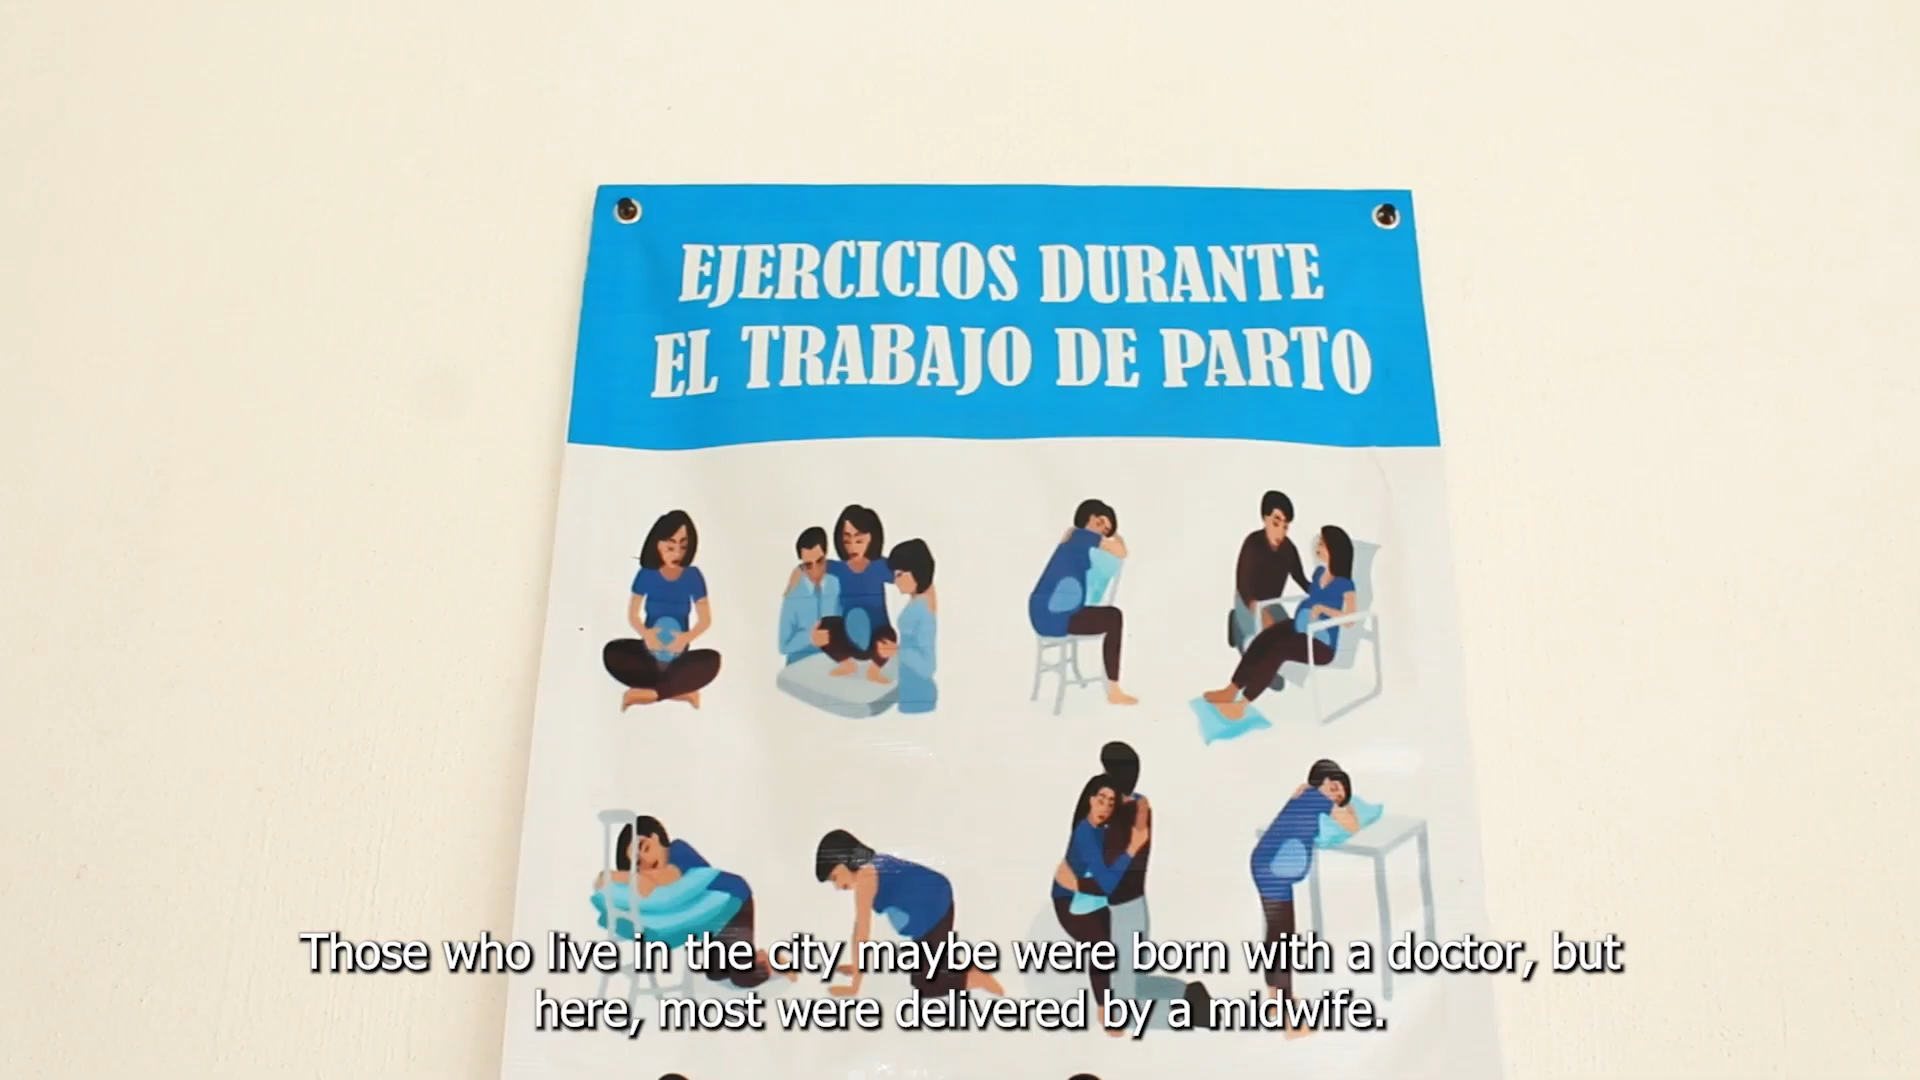 EJERCICIOS DURANTE
EL TRABAJO DE PARTO
Those who live in the city maybe were born with a doctor, but
here, most were delivered by a midwife.